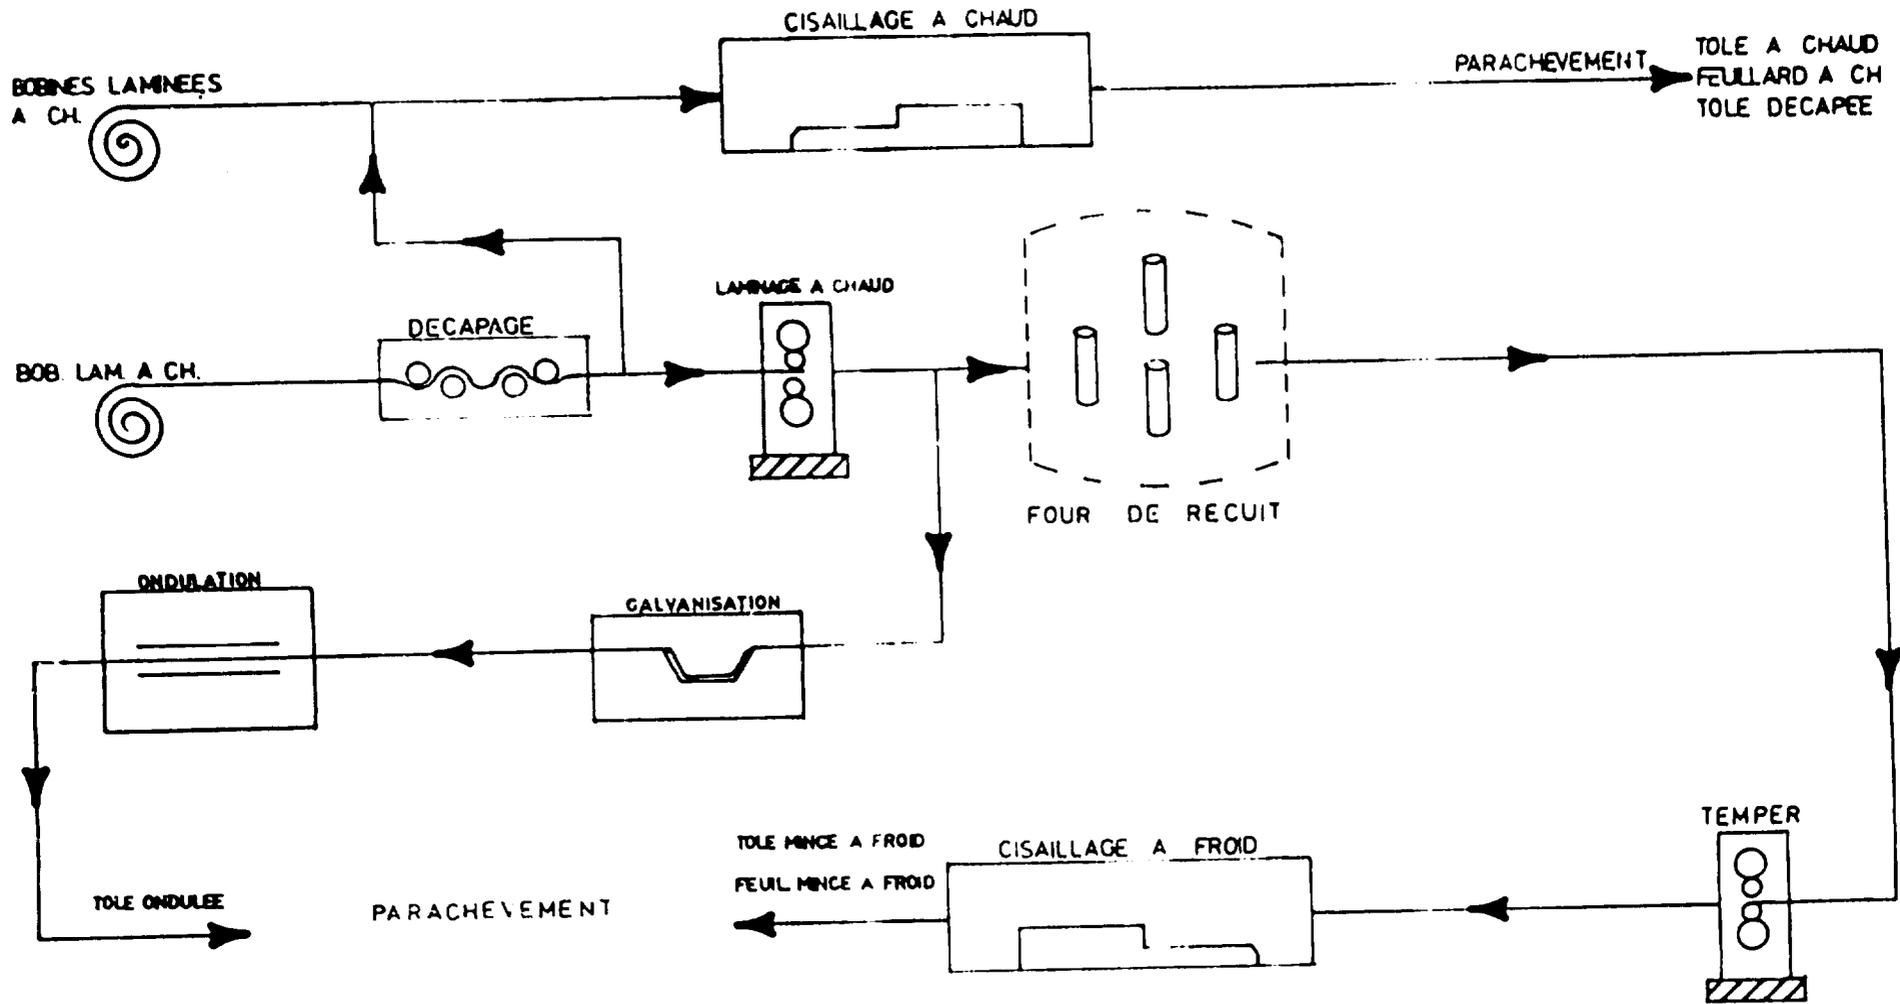 CISAILLAGE A CHAUD
BOBINES LAMINEES
A CH.
PARACHEVEMENT
TOLE A CHAUD
FEUILLARD A CH
TOLE DECAPEE
LAMINAGE A CHAUD
DECAPAGE
BOB. LAM. A CH.
FOUR DE RECUIT
ONDULATION
GALVANISATION
TEMPER
TOLE MINCE A FROID
CISAILLAGE A FROID
FEUIL. MINCE A FROID
TOLE ONDULEE
PARACHEVEMENT